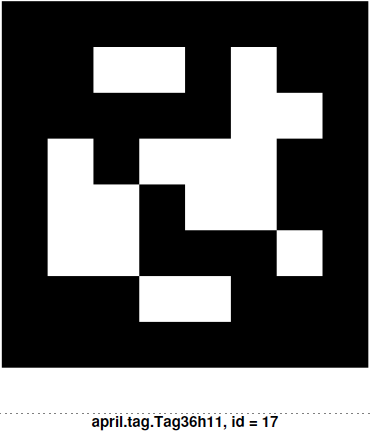 april.tag.Tag36h11, id = 17